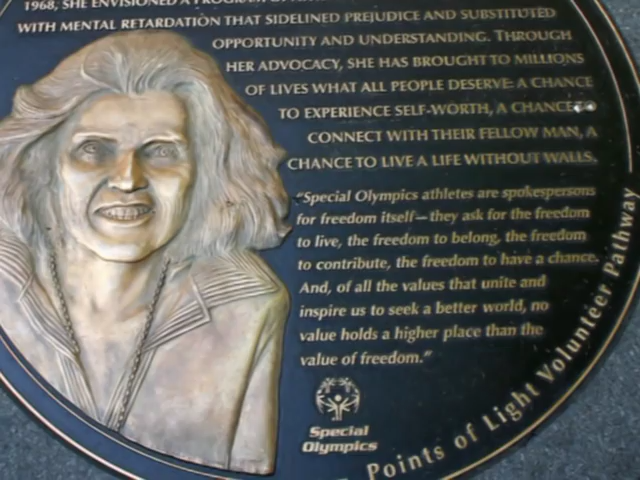 1968, SHE ENVISIONED A PROGRAM
WITH MENTAL RETARDATION THAT SIDELINED PREJUDICE AND SUBSTITUTED
OPPORTUNITY AND UNDERSTANDING. THROUGH
HER ADVOCACY, SHE HAS BROUGHT TO MILLIONS
OF LIVES WHAT ALL PEOPLE DESERVE: A CHANCE
TO EXPERIENCE SELF-WORTH, A CHANCE TO
CONNECT WITH THEIR FELLOW MAN, A
CHANCE TO LIVE A LIFE WITHOUT WALLS.
"Special Olympics athletes are spokespersons
for freedom itself—they ask for the freedom
to live, the freedom to belong, the freedom
to contribute, the freedom to have a chance.
And, of all the values that unite and
inspire us to seek a better world, no
value holds a higher place than the
value of freedom."
Special
Olympics
Points of Light Volunteer Pathway